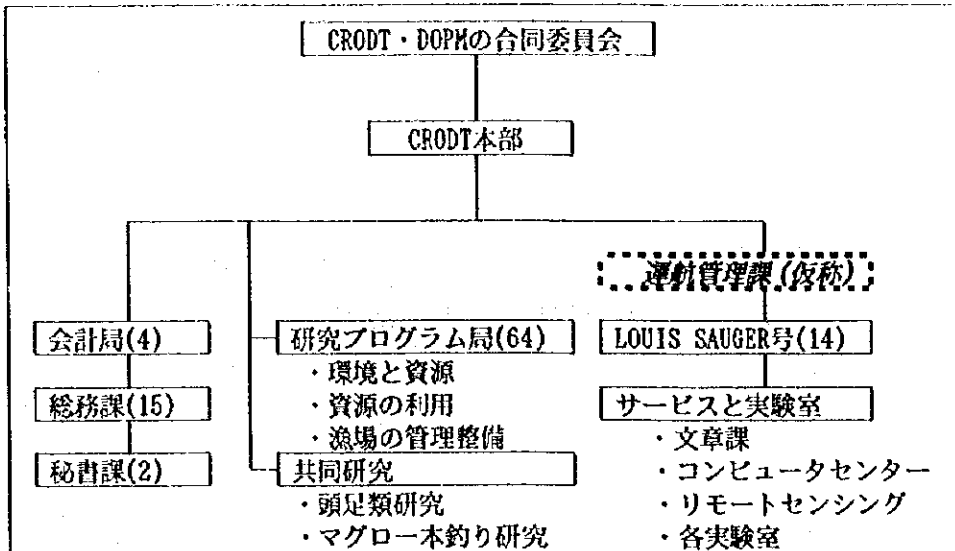 CRODT・DOPMの合同委員会
CRODT本部
運航管理課(仮称)
会計局(4)
総務課(15)
秘書課(2)
研究プログラム局(64)
・環境と資源
・資源の利用
・漁場の管理整備
共同研究
・頭足類研究
・マグロ一本釣り研究
LOUIS SAUGER号(14)
サービスと実験室
・文章課
・コンピュータセンター
・リモートセンシング
・各実験室